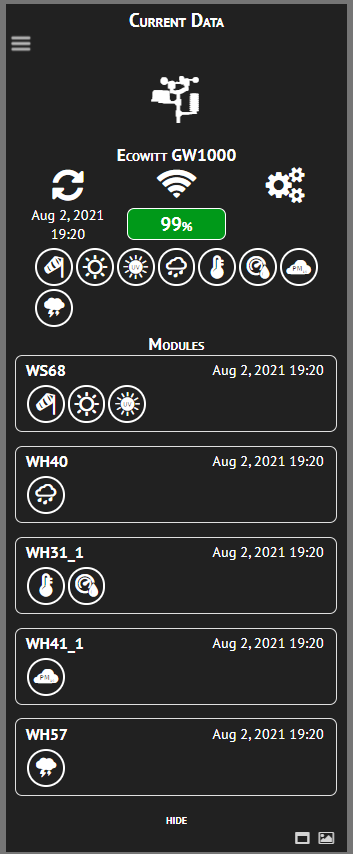 Current Data
Ecowitt GW1000
Aug 2, 2021
19:20
99%
UV
PM
Modules
WS68 Aug 2, 2021 19:20
UV
WH40 Aug 2, 2021 19:20
WH31_1 Aug 2, 2021 19:20
WH41_1 Aug 2, 2021 19:20
PM
WH57 Aug 2, 2021 19:20
HIDE